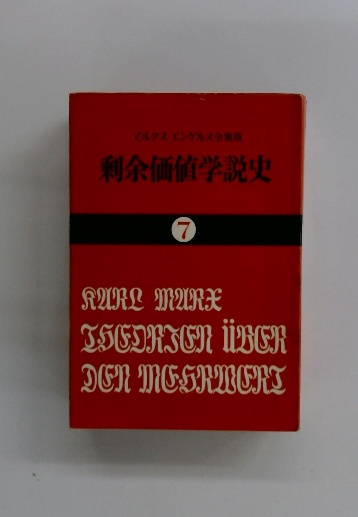 マルクス エンゲルス全集版
剰余価値学説史
7
KARL MARX
THEORIEN ÜBER
DEN MEHRWERT